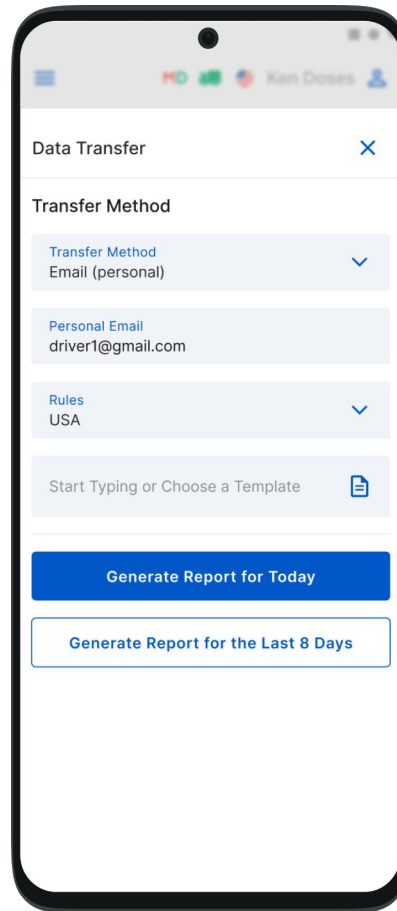 MD Ken Doses
Data Transfer
Transfer Method
Transfer Method
Email (personal)
Personal Email
driver1@gmail.com
Rules
USA
Start Typing or Choose a Template
Generate Report for Today
Generate Report for the Last 8 Days